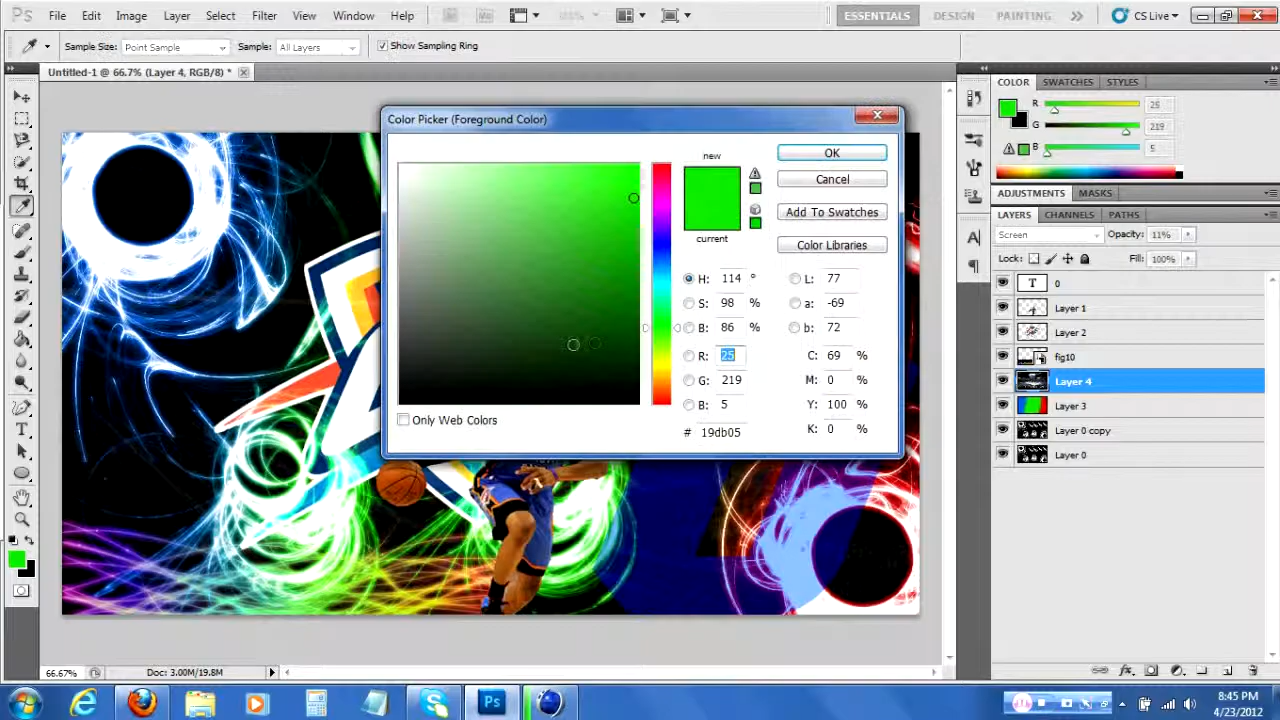 Ps File Edit Image Layer Select Filter View Window Help
ESSENTIALS DESIGN PAINTING CS Live
Sample Size: Point Sample Sample: All Layers Show Sampling Ring
Untitled-1 @ 66.7% (Layer 4, RGB/8) *
COLOR SWATCHES STYLES
R 25
G 219
B 5
ADJUSTMENTS MASKS
LAYERS CHANNELS PATHS
Screen Opacity: 11%
Lock: Fill: 100%
T 0
Layer 1
Layer 2
fig10
Layer 4
Layer 3
Layer 0 copy
Layer 0
Color Picker (Foreground Color)
new
current
OK
Cancel
Add To Swatches
Color Libraries
H: 114 ° L: 77
S: 98 % a: -69
B: 86 % b: 72
R: 25 C: 69 %
G: 219 M: 0 %
B: 5 Y: 100 %
# 19db05 K: 0 %
Only Web Colors
66.67% Doc: 3.00M/19.8M
Ps
8:45 PM
4/23/2012